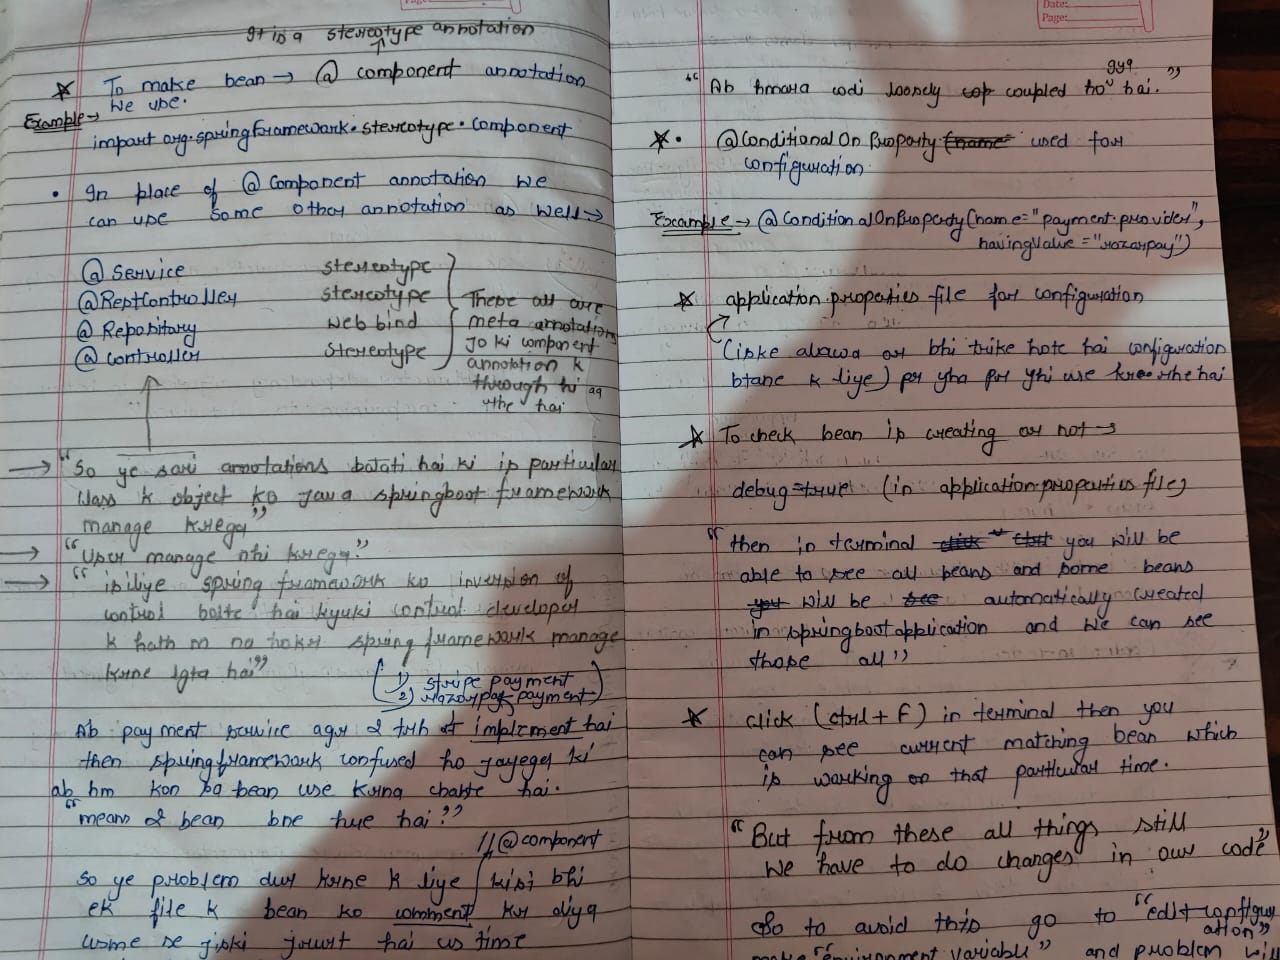 It is a stereotype annotation
To make bean → @ component annotation
we use.
Example →
import org.springframework.stereotype.component
• In place of @ Component annotation we
can use some other annotation as well →
@ Service stereotype
@RestController stereotype
@ Repository web bind
@ controller stereotype
These all are
meta annotations
jo ki component
annotation k
through hi aa
rhe hai
→ "So ye sari annotations batati hai ki is particular
class k object ko java springboot framework
manage krega"
→ "User manage nhi krega."
→ "isiliye spring framework ko inversion of
control bolte hai kyuki control developer
k hath m na hokr spring framework manage
krne lgta hai"
1) stripe payment
2) razorpay payment
Ab payment service agr 2 trh se implement hai
then springframework confused ho jayega ki
ab hm kon sa bean use krna chahte hai.
"means 2 bean bne hue hai"
//@component
So ye problem dur krne k liye kisi bhi
ek file k bean ko comment kr diya
usme se jiski jrurt hai us time
Date:
Page:
"Ab hmara code loosely coupled ho gya hai."
• @ConditionalOnProperty (name used for
configuration.
Example → @ConditionalOnProperty(name="payment.provider",
havingValue="razorpay")
application.properties file for configuration
(iske alawa or bhi trike hote hai configuration
btane k liye) pr yha pr yhi use kr rhe hai
To check bean is creating or not →
debug=true (in application.properties file)
"then in terminal you will be
able to see all beans and some beans
will be automatically created
in springboot application and we can see
those all"
click (ctrl + F) in terminal then you
can see current matching bean which
is working on that particular time.
"But from these all things still
we have to do changes in our code"
So to avoid this go to "edit configuration"
make "environment variable" and problem will